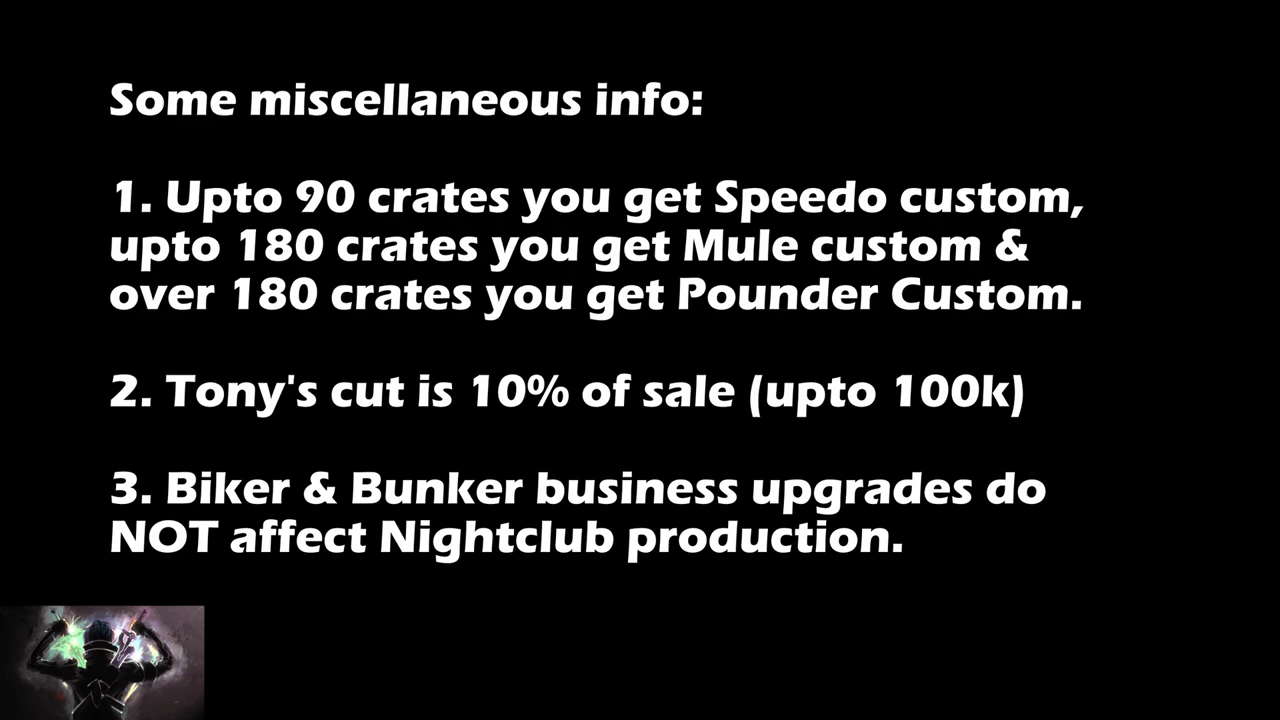 Some miscellaneous info:
1. Upto 90 crates you get Speedo custom,
upto 180 crates you get Mule custom &
over 180 crates you get Pounder Custom.
2. Tony's cut is 10% of sale (upto 100k)
3. Biker & Bunker business upgrades do
NOT affect Nightclub production.